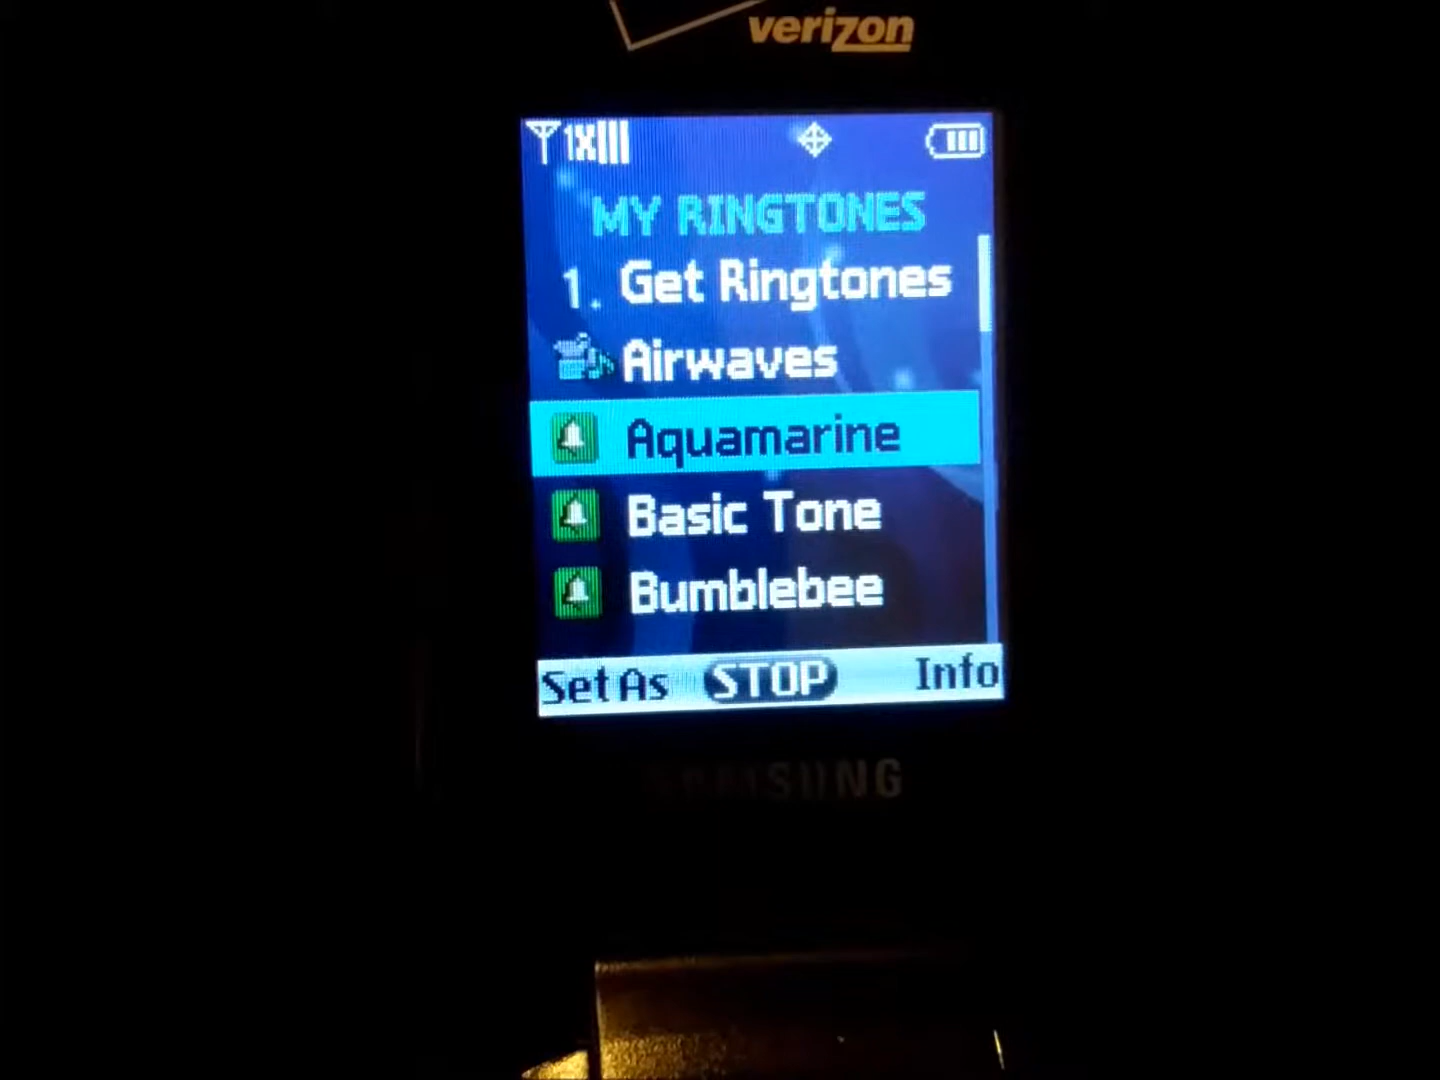 verizon
1X
MY RINGTONES
1. Get Ringtones
Airwaves
Aquamarine
Basic Tone
Bumblebee
Set As STOP Info
SAMSUNG